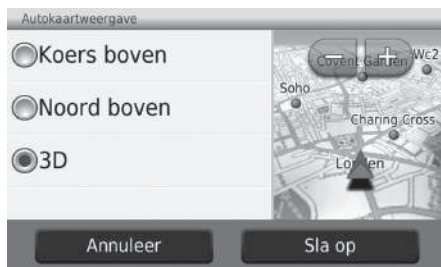 Autokaartweergave
Koers boven
Noord boven
3D
Covent Garden
Wc2
Soho
Charing Cross
Annuleer
Sla op